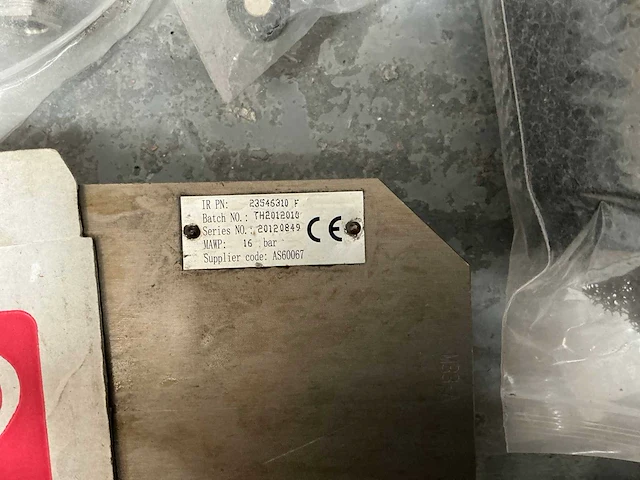 IR PN: 23546310 F
Batch NO.: TH2012010
Series NO.: 20120849
MAWP: 16 bar
Supplier code: AS60067
CE